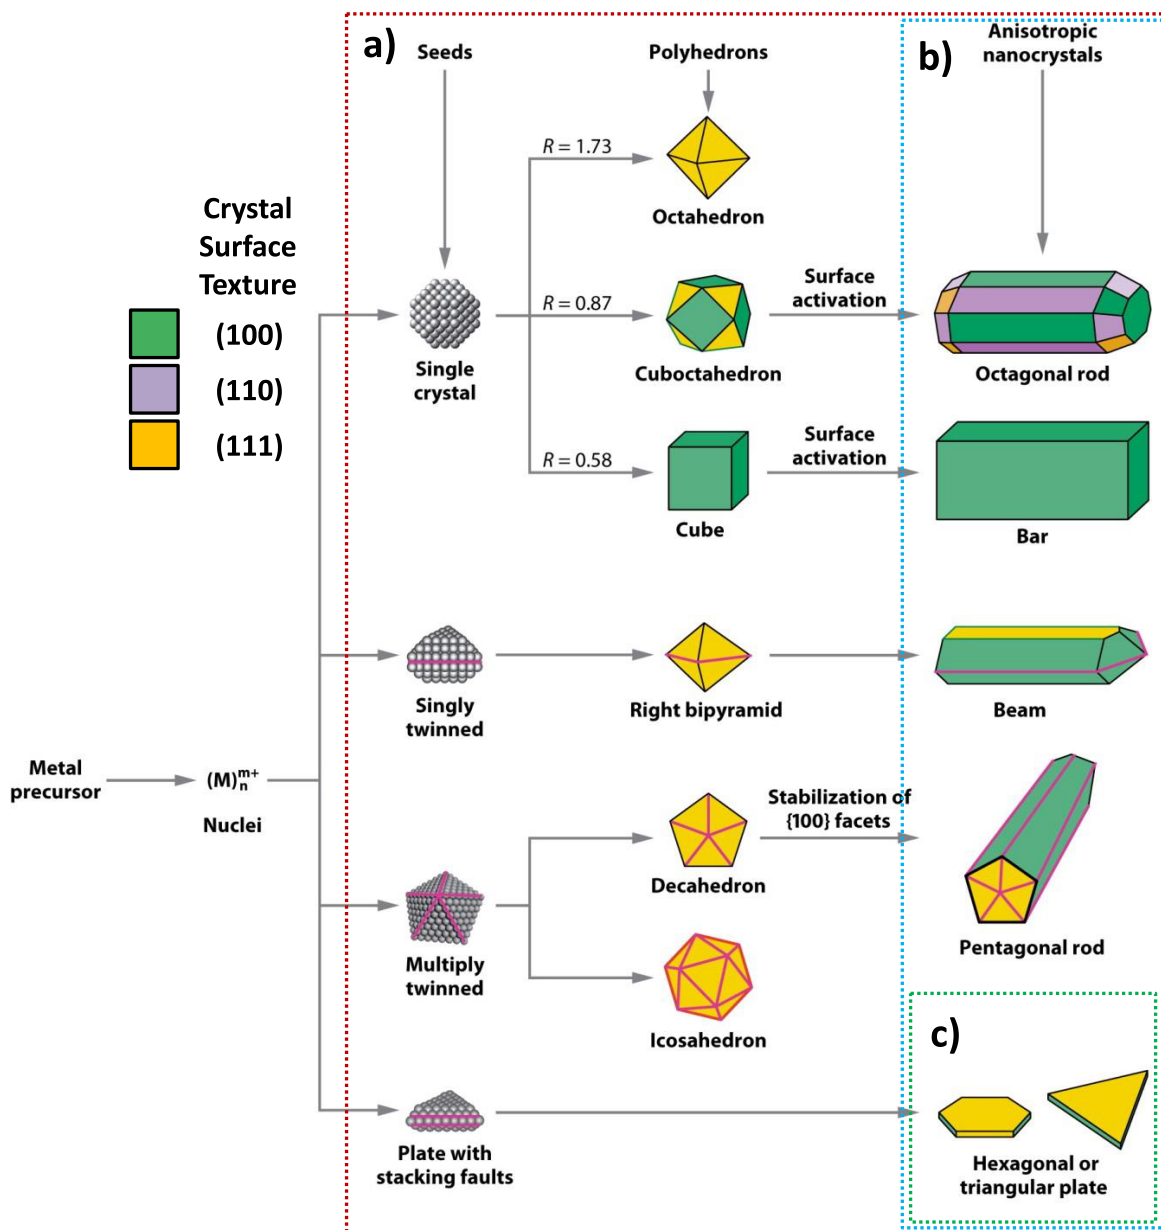 a)
Seeds
Polyhedrons
b)
Anisotropic
nanocrystals
R = 1.73
Octahedron
Crystal
Surface
Texture
(100)
(110)
(111)
Single
crystal
R = 0.87
Cuboctahedron
Surface
activation
Octagonal rod
R = 0.58
Cube
Surface
activation
Bar
Singly
twinned
Right bipyramid
Beam
Metal
precursor
(M)ₙᵐ⁺
Nuclei
Multiply
twinned
Decahedron
Stabilization of
{100} facets
Pentagonal rod
Icosahedron
c)
Plate with
stacking faults
Hexagonal or
triangular plate